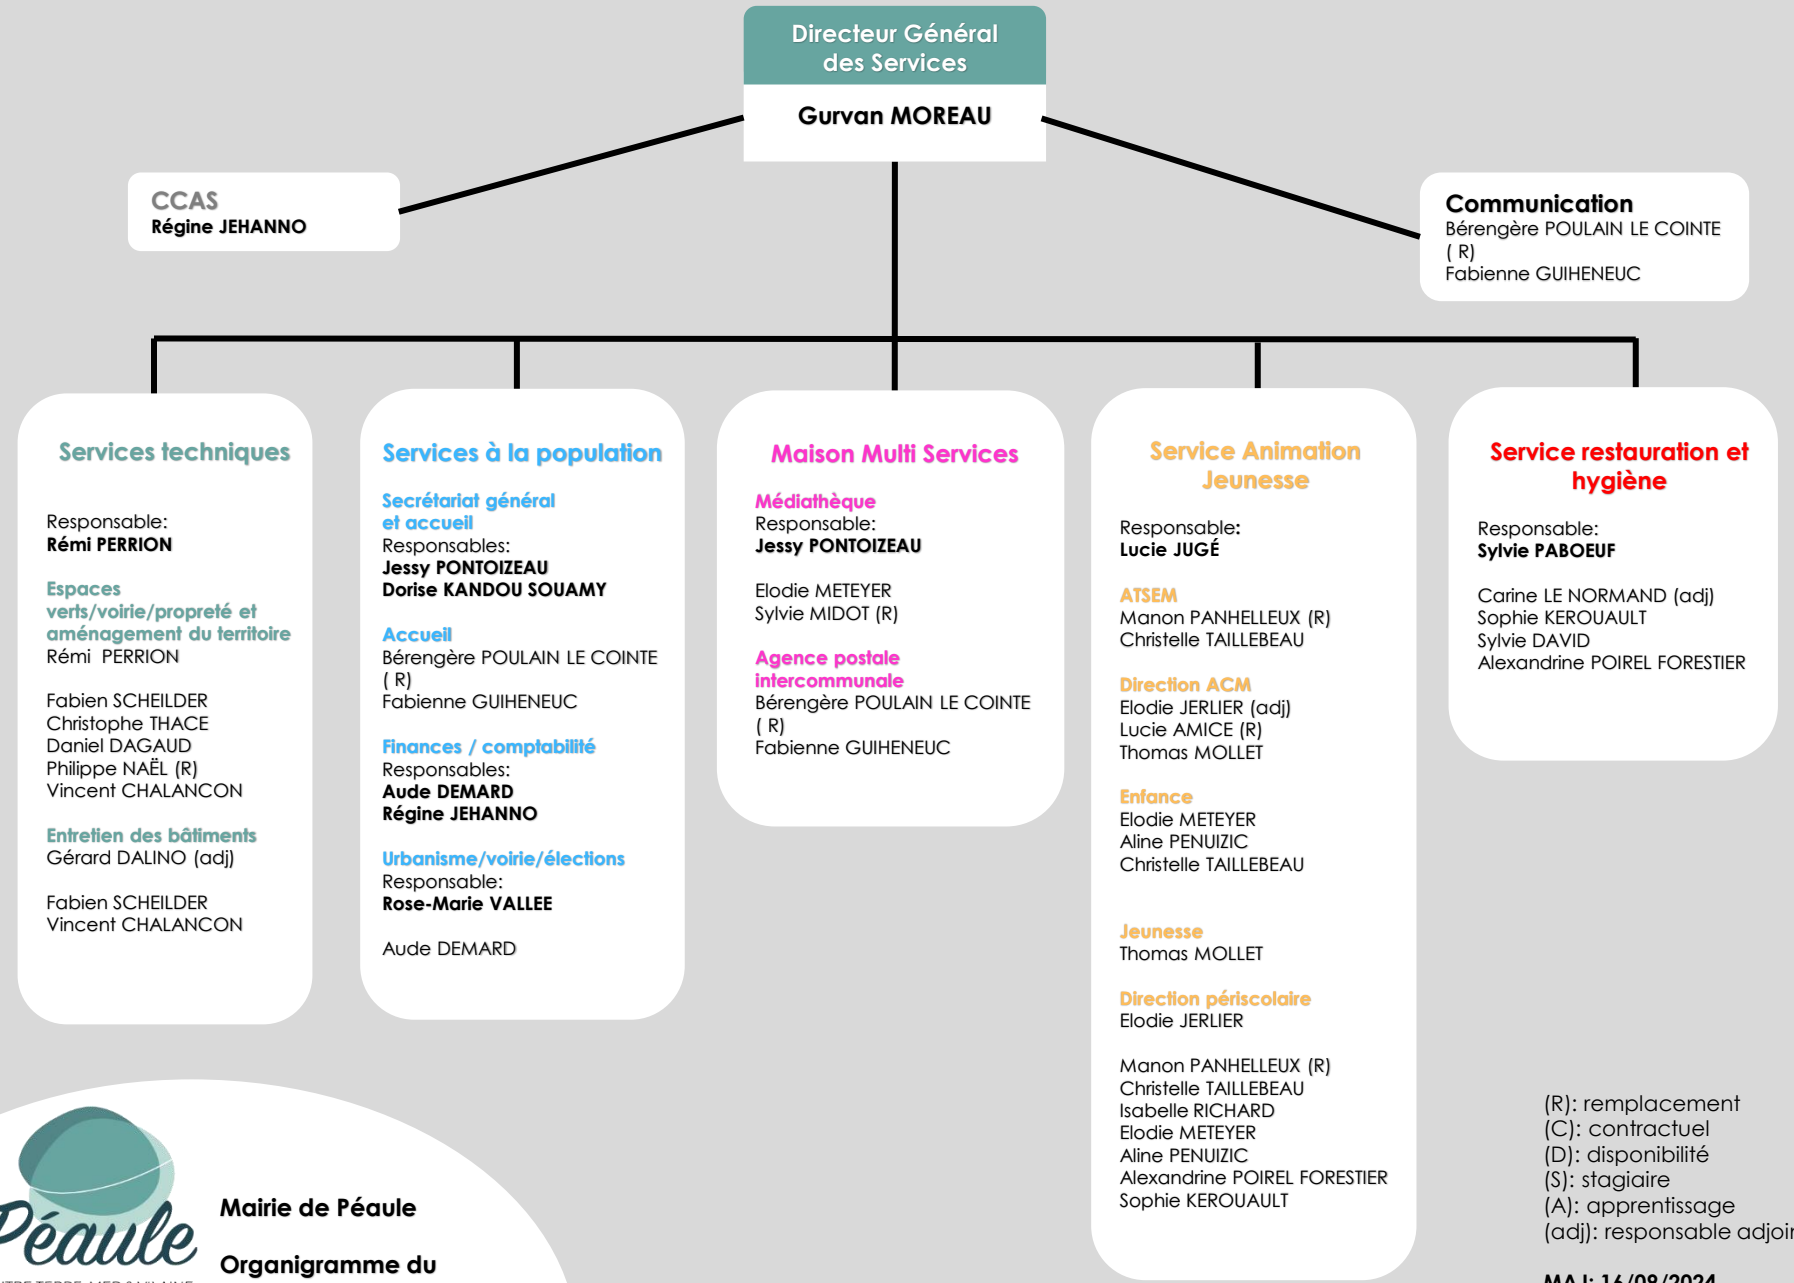 Directeur Général
des Services
Gurvan MOREAU
CCAS
Régine JEHANNO
Communication
Bérengère POULAIN LE COINTE
( R)
Fabienne GUIHENEUC
Services techniques
Responsable:
Rémi PERRION
Espaces
verts/voirie/propreté et
aménagement du territoire
Rémi  PERRION
Fabien SCHEILDER
Christophe THACE
Daniel DAGAUD
Philippe NAËL (R)
Vincent CHALANCON
Entretien des bâtiments
Gérard DALINO (adj)
Fabien SCHEILDER
Vincent CHALANCON
Services à la population
Secrétariat général
et accueil
Responsables:
Jessy PONTOIZEAU
Dorise KANDOU SOUAMY
Accueil
Bérengère POULAIN LE COINTE
( R)
Fabienne GUIHENEUC
Finances / comptabilité
Responsables:
Aude DEMARD
Régine JEHANNO
Urbanisme/voirie/élections
Responsable:
Rose-Marie VALLEE
Aude DEMARD
Maison Multi Services
Médiathèque
Responsable:
Jessy PONTOIZEAU
Elodie METEYER
Sylvie MIDOT (R)
Agence postale
intercommunale
Bérengère POULAIN LE COINTE
( R)
Fabienne GUIHENEUC
Service Animation
Jeunesse
Responsable:
Lucie JUGÉ
ATSEM
Manon PANHELLEUX (R)
Christelle TAILLEBEAU
Direction ACM
Elodie JERLIER (adj)
Lucie AMICE (R)
Thomas MOLLET
Enfance
Elodie METEYER
Aline PENUIZIC
Christelle TAILLEBEAU
Jeunesse
Thomas MOLLET
Direction périscolaire
Elodie JERLIER
Manon PANHELLEUX (R)
Christelle TAILLEBEAU
Isabelle RICHARD
Elodie METEYER
Aline PENUIZIC
Alexandrine POIREL FORESTIER
Sophie KEROUAULT
Service restauration et
hygiène
Responsable:
Sylvie PABOEUF
Carine LE NORMAND (adj)
Sophie KEROUAULT
Sylvie DAVID
Alexandrine POIREL FORESTIER
Péaule
Mairie de Péaule
Organigramme du
(R): remplacement
(C): contractuel
(D): disponibilité
(S): stagiaire
(A): apprentissage
(adj): responsable adjoin
MAJ: 16/09/2024